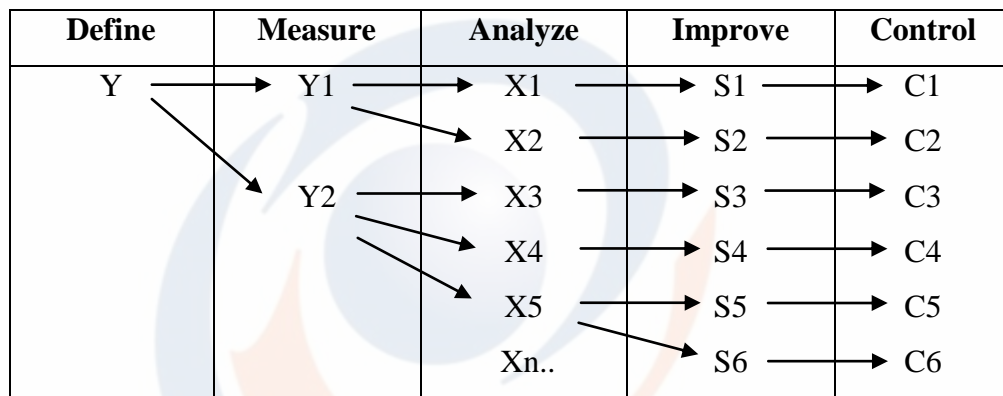 Define Measure Analyze Improve Control
Y Y1 X1 S1 C1
X2 S2 C2
Y2 X3 S3 C3
X4 S4 C4
X5 S5 C5
Xn.. S6 C6